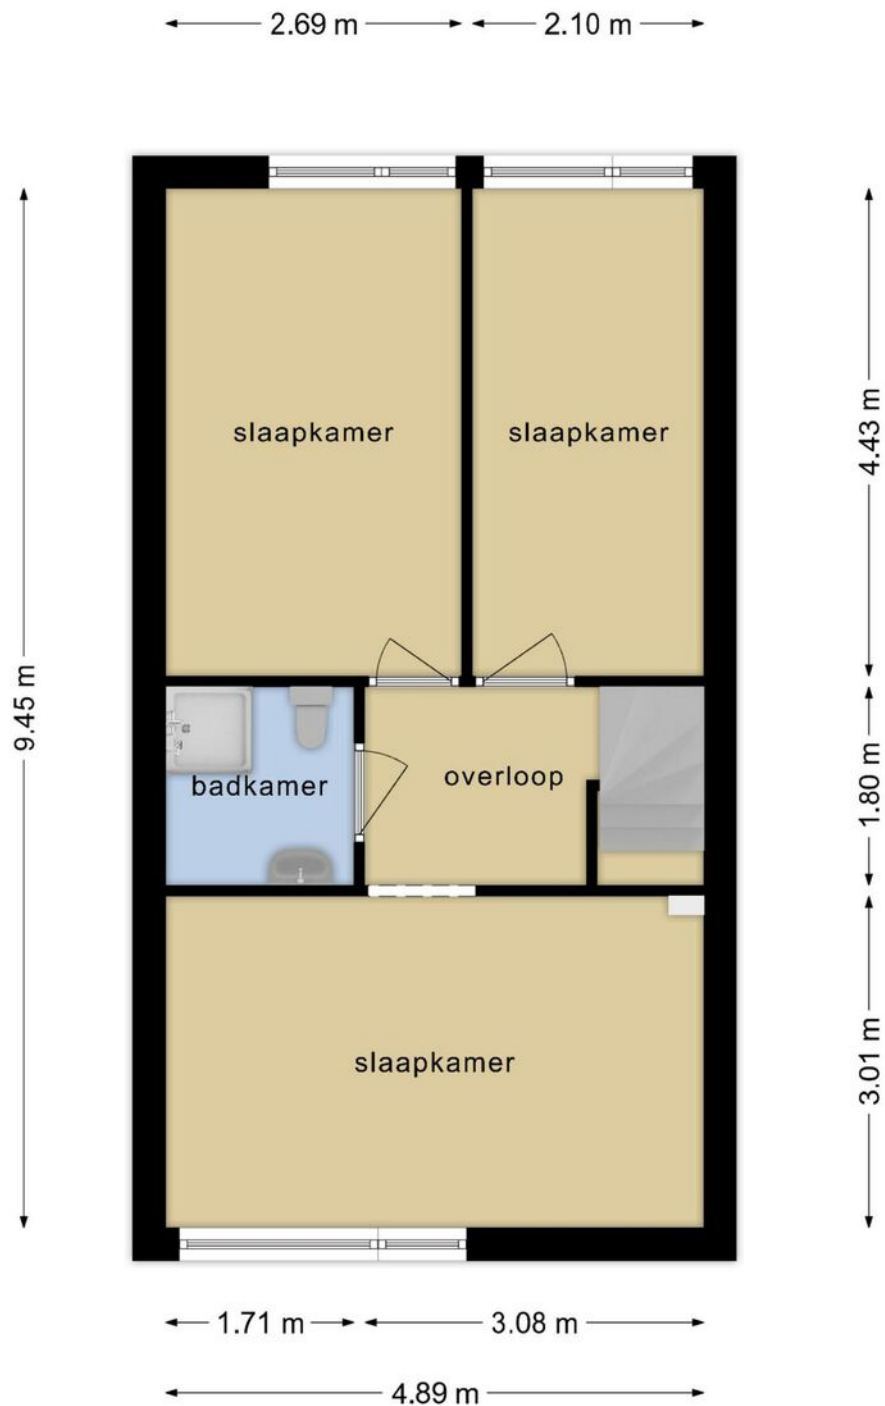 2.69 m
2.10 m
slaapkamer
slaapkamer
4.43 m
9.45 m
badkamer
overloop
1.80 m
slaapkamer
3.01 m
1.71 m
3.08 m
4.89 m